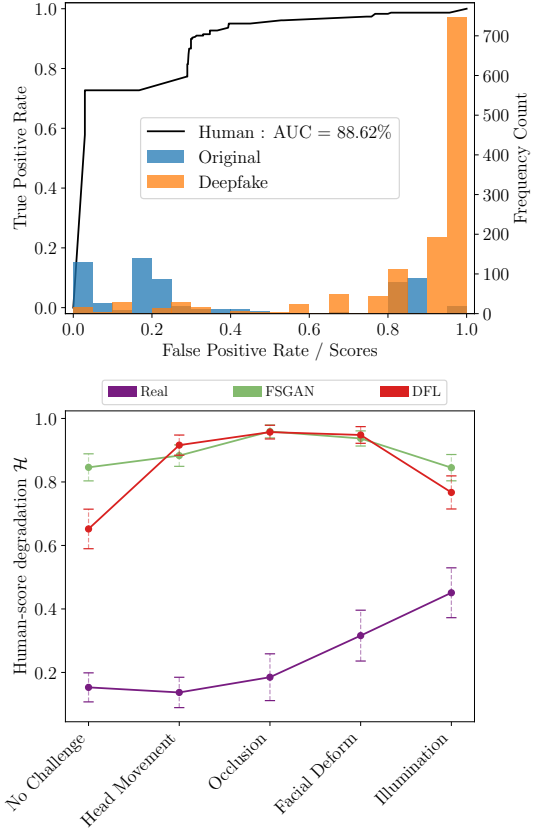 1.0
0.8
0.6
0.4
0.2
0.0
True Positive Rate
700
600
500
400
300
200
100
0
Frequency Count
Human : AUC = 88.62%
Original
Deepfake
0.0 0.2 0.4 0.6 0.8 1.0
False Positive Rate / Scores
Real FSGAN DFL
1.0
0.8
0.6
0.4
0.2
Human-score degradation ℋ
No Challenge
Head Movement
Occlusion
Facial Deform
Illumination